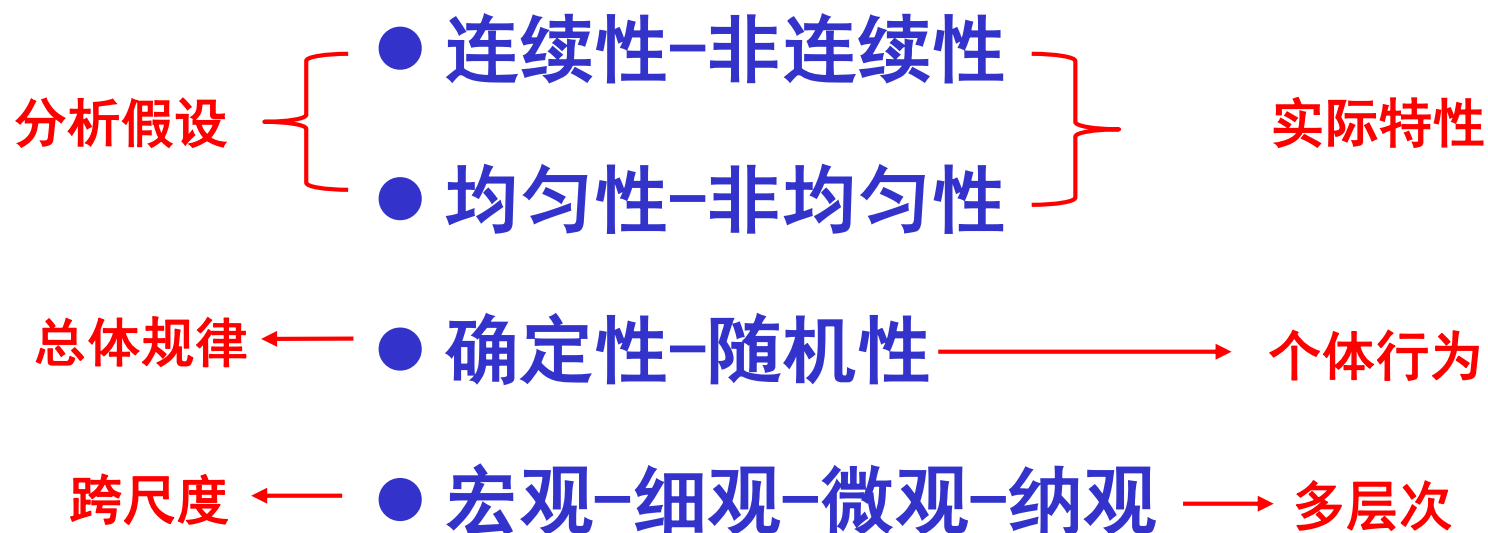 ● 连续性-非连续性
分析假设
实际特性
● 均匀性-非均匀性
总体规律
● 确定性-随机性
个体行为
跨尺度
● 宏观-细观-微观-纳观
多层次